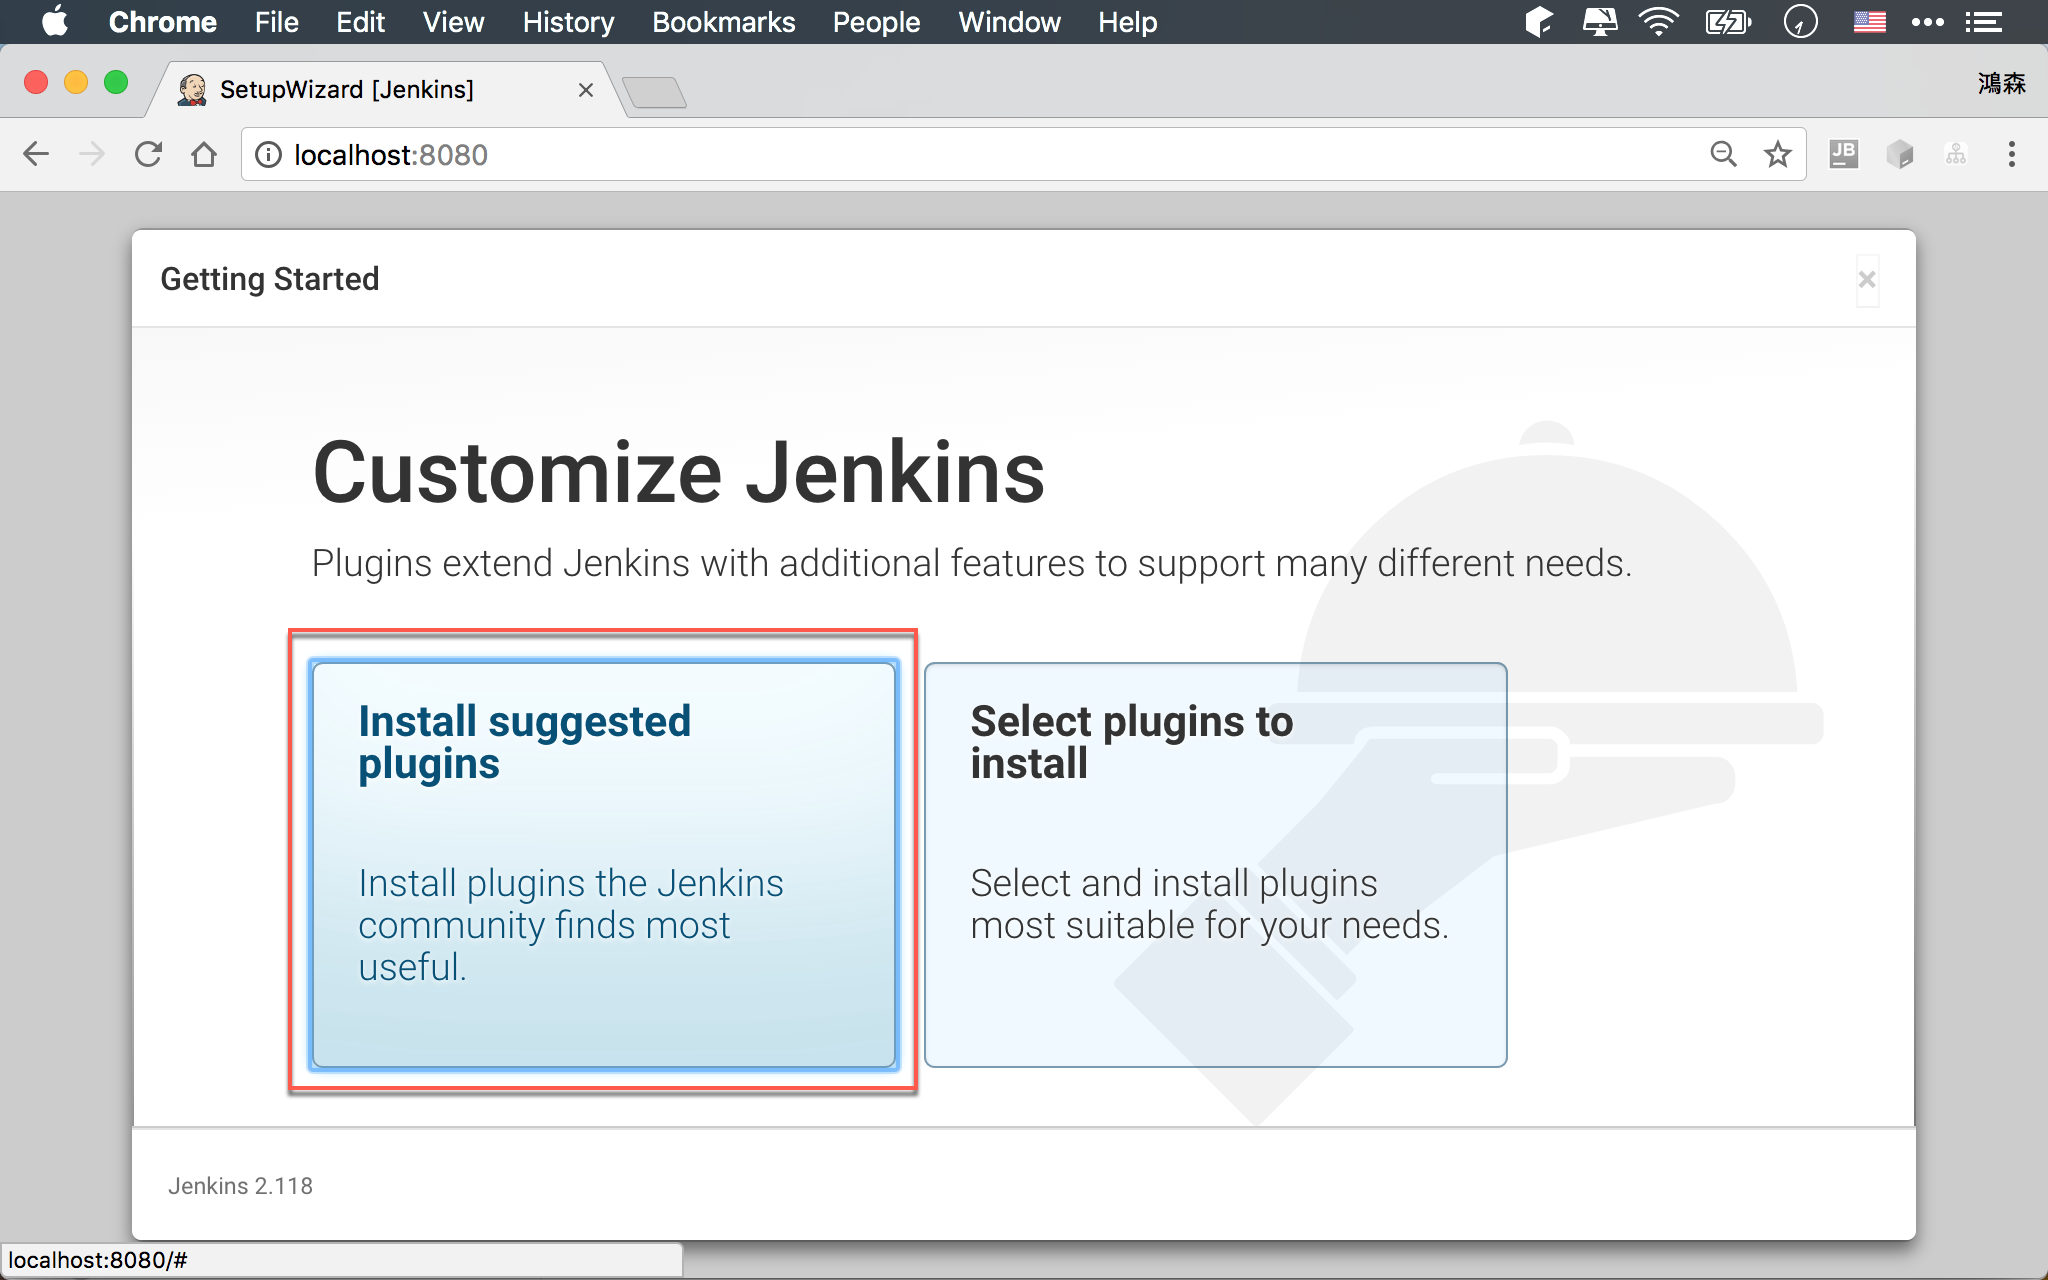 Chrome File Edit View History Bookmarks People Window Help
SetupWizard [Jenkins]
鴻森
localhost:8080
JB
Getting Started
Customize Jenkins
Plugins extend Jenkins with additional features to support many different needs.
Install suggested
plugins
Install plugins the Jenkins
community finds most
useful.
Select plugins to
install
Select and install plugins
most suitable for your needs.
Jenkins 2.118
localhost:8080/#